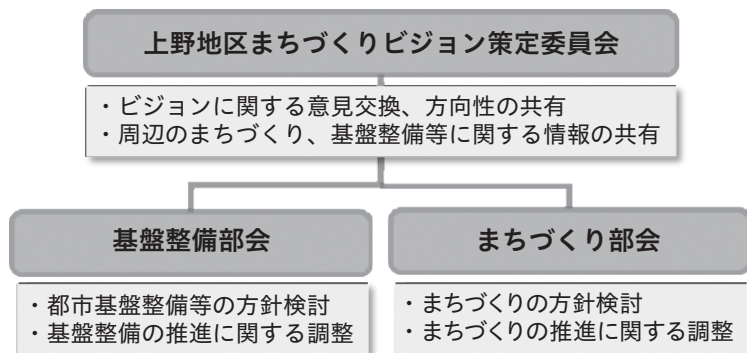 上野地区まちづくりビジョン策定委員会
・ビジョンに関する意見交換、方向性の共有
・周辺のまちづくり、基盤整備等に関する情報の共有
基盤整備部会
・都市基盤整備等の方針検討
・基盤整備の推進に関する調整
まちづくり部会
・まちづくりの方針検討
・まちづくりの推進に関する調整